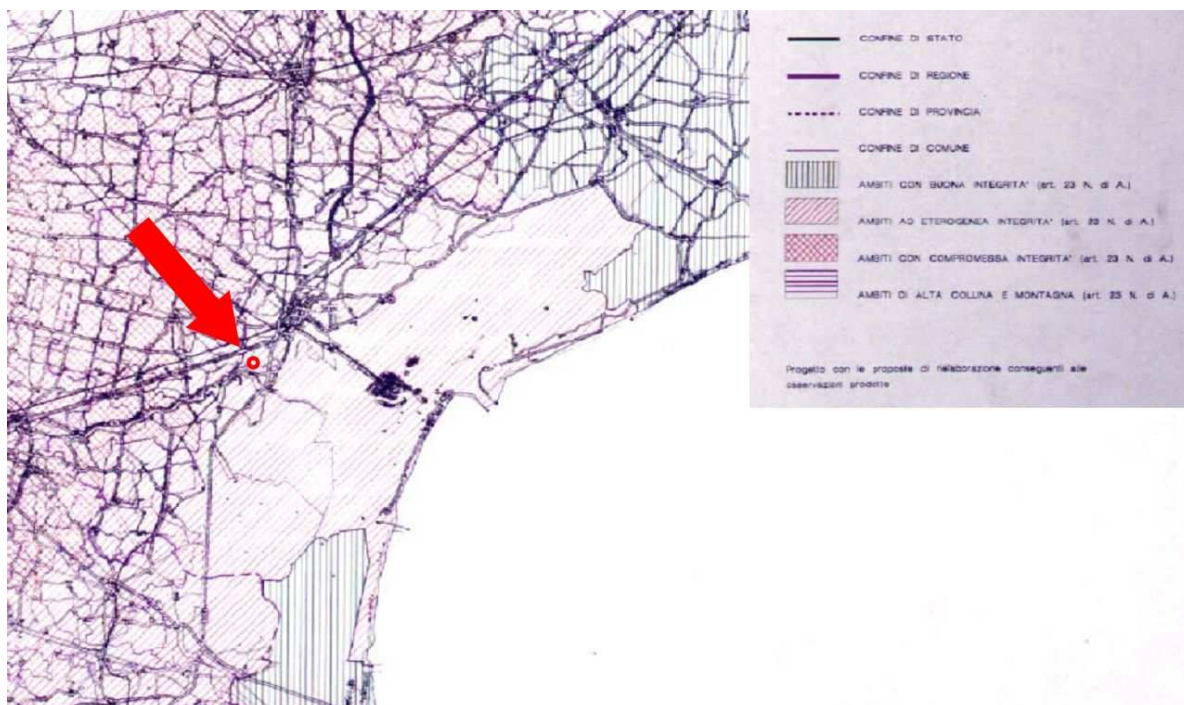 CONFINE DI STATO
CONFINE DI REGIONE
CONFINE DI PROVINCIA
CONFINE DI COMUNE
AMBITI CON BUONA INTEGRITA' (art. 23 N. di A.)
AMBITI AD ETEROGENEA INTEGRITA' (art. 23 N. di A.)
AMBITI CON COMPROMESSA INTEGRITA' (art. 23 N. di A.)
AMBITI DI ALTA COLLINA E MONTAGNA (art. 23 N. di A.)
Progetto con le proposte di rielaborazione conseguenti alle
osservazioni prodotte